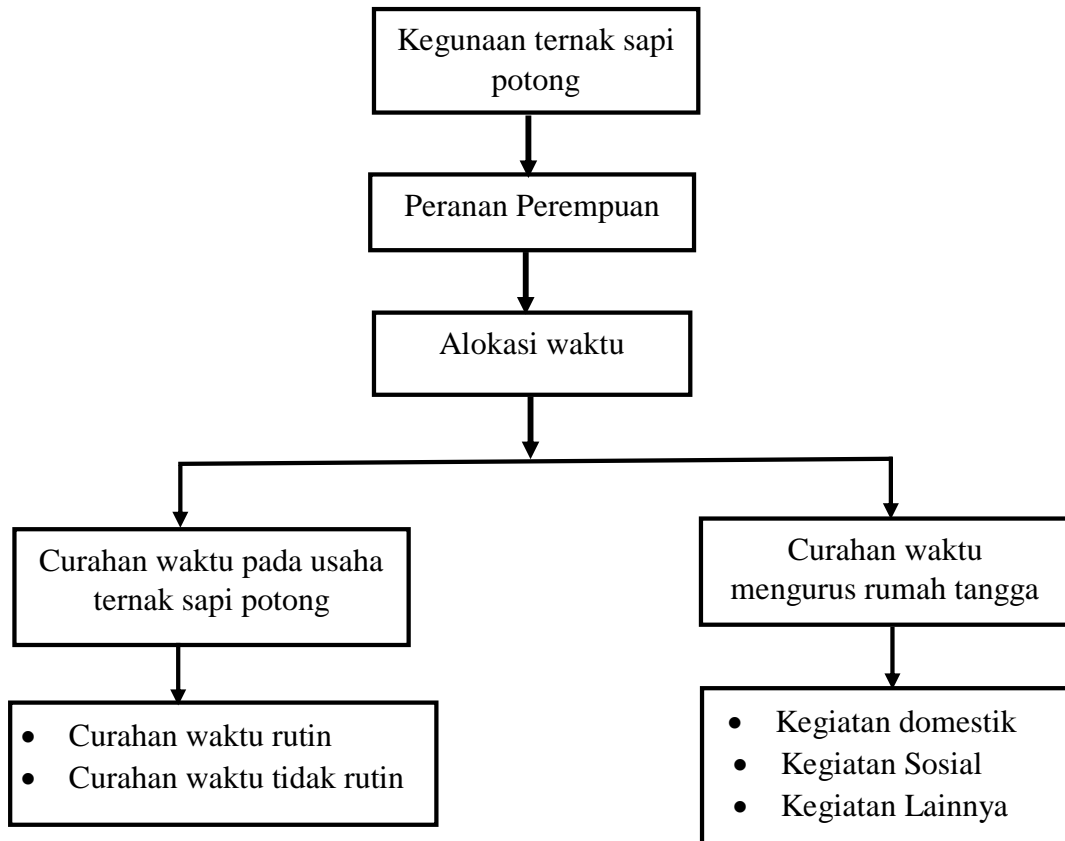 Kegunaan ternak sapi
potong
Peranan Perempuan
Alokasi waktu
Curahan waktu pada usaha
ternak sapi potong
Curahan waktu
mengurus rumah tangga
• Curahan waktu rutin
• Curahan waktu tidak rutin
• Kegiatan domestik
• Kegiatan Sosial
• Kegiatan Lainnya